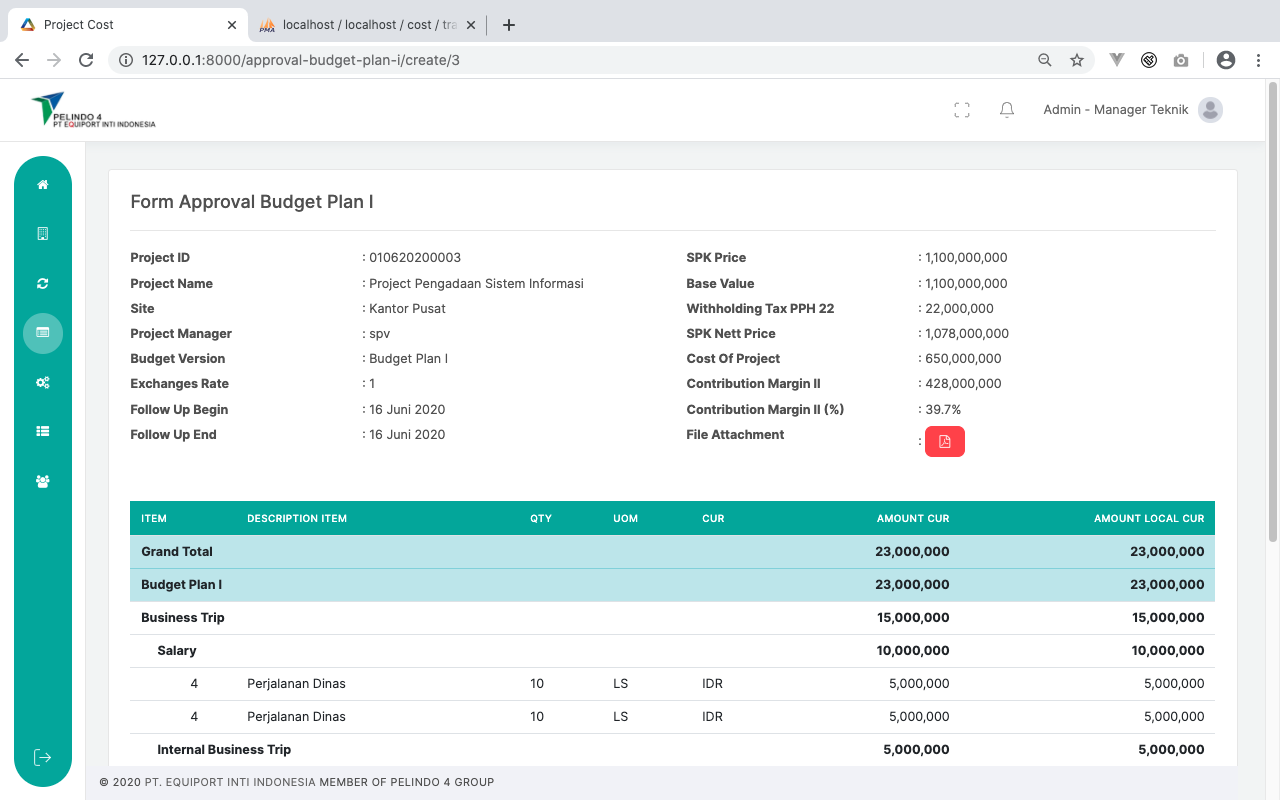 Project Cost
PMA localhost / localhost / cost / tra
127.0.0.1:8000/approval-budget-plan-i/create/3
PELINDO 4
PT EQUIPORT INTI INDONESIA
Admin - Manager Teknik
Form Approval Budget Plan I
Project ID : 010620200003 SPK Price : 1,100,000,000
Project Name : Project Pengadaan Sistem Informasi Base Value : 1,100,000,000
Site : Kantor Pusat Withholding Tax PPH 22 : 22,000,000
Project Manager : spv SPK Nett Price : 1,078,000,000
Budget Version : Budget Plan I Cost Of Project : 650,000,000
Exchanges Rate : 1 Contribution Margin II : 428,000,000
Follow Up Begin : 16 Juni 2020 Contribution Margin II (%) : 39.7%
Follow Up End : 16 Juni 2020 File Attachment :
ITEM DESCRIPTION ITEM QTY UOM CUR AMOUNT CUR AMOUNT LOCAL CUR
Grand Total 23,000,000 23,000,000
Budget Plan I 23,000,000 23,000,000
Business Trip 15,000,000 15,000,000
Salary 10,000,000 10,000,000
4 Perjalanan Dinas 10 LS IDR 5,000,000 5,000,000
4 Perjalanan Dinas 10 LS IDR 5,000,000 5,000,000
Internal Business Trip 5,000,000 5,000,000
© 2020 PT. EQUIPORT INTI INDONESIA MEMBER OF PELINDO 4 GROUP